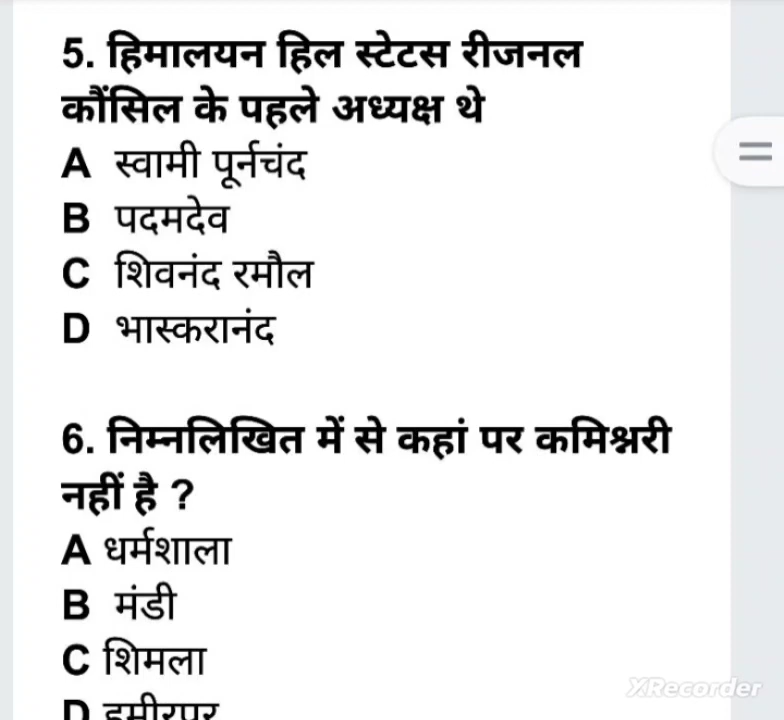 5. हिमालयन हिल स्टेटस रीजनल
कौंसिल के पहले अध्यक्ष थे
A स्वामी पूर्नचंद
B पदमदेव
C शिवनंद रमौल
D भास्करानंद
6. निम्नलिखित में से कहां पर कमिश्नरी
नहीं है ?
A धर्मशाला
B मंडी
C शिमला
D हमीरपुर
XRecorder